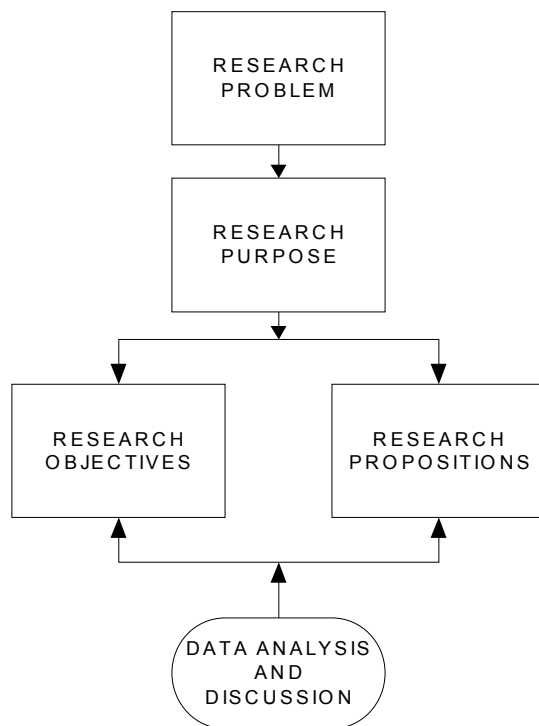 RESEARCH
PROBLEM
RESEARCH
PURPOSE
RESEARCH
OBJECTIVES
RESEARCH
PROPOSITIONS
DATA ANALYSIS
AND
DISCUSSION